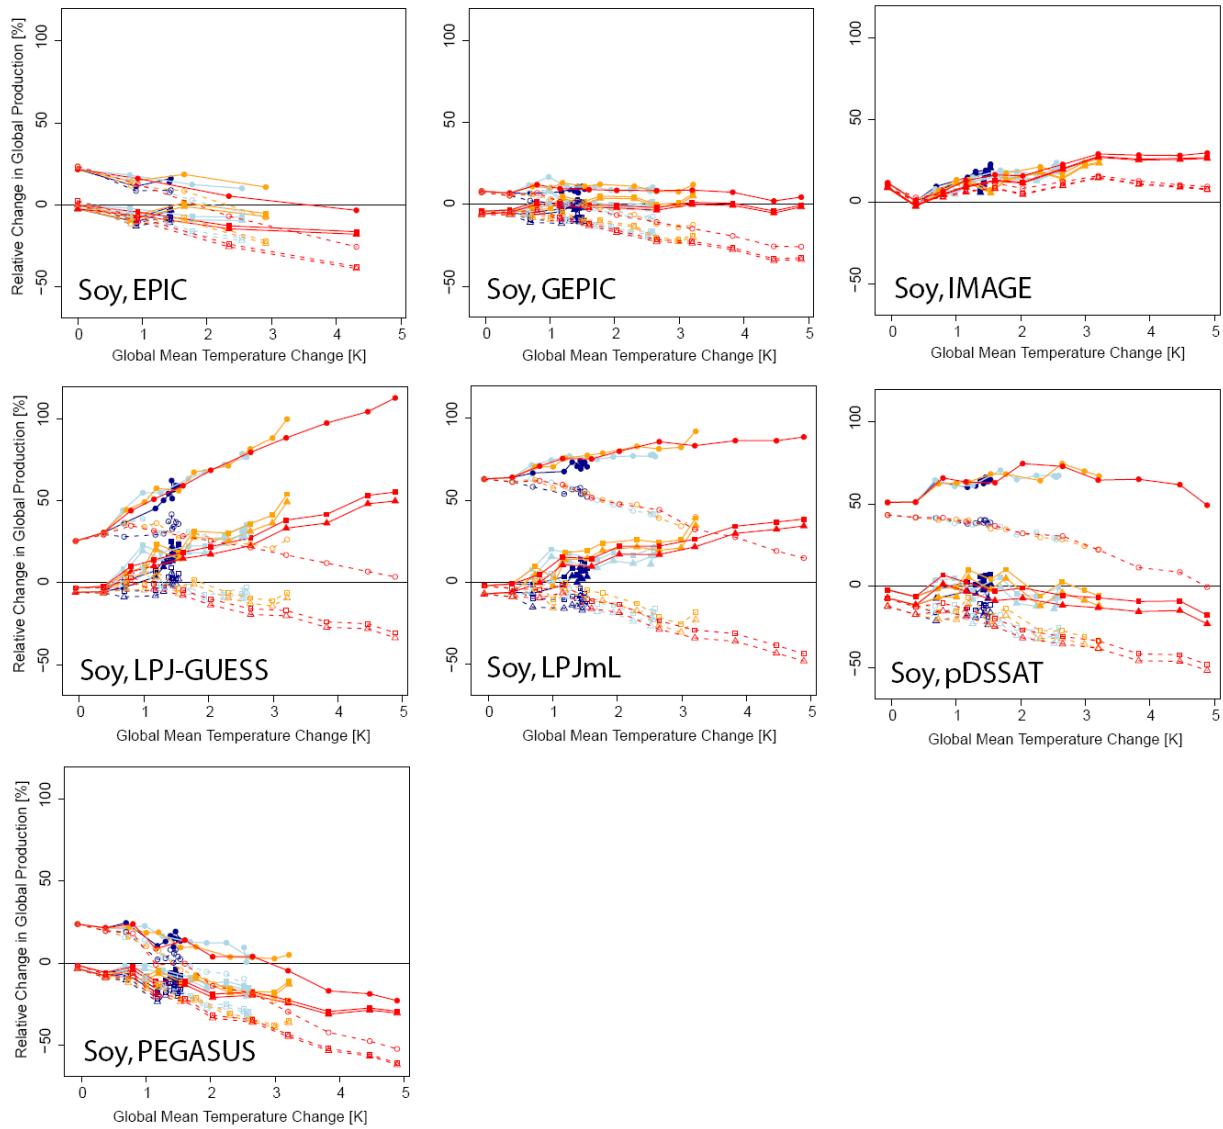 Relative Change in Global Production [%]
100
50
0
−50
Soy, EPIC
0 1 2 3 4 5
Global Mean Temperature Change [K]
100
50
0
−50
Soy, GEPIC
0 1 2 3 4 5
Global Mean Temperature Change [K]
100
50
0
−50
Soy, IMAGE
0 1 2 3 4 5
Global Mean Temperature Change [K]
Relative Change in Global Production [%]
100
50
0
−50
Soy, LPJ-GUESS
0 1 2 3 4 5
Global Mean Temperature Change [K]
100
50
0
−50
Soy, LPJmL
0 1 2 3 4 5
Global Mean Temperature Change [K]
100
50
0
−50
Soy, pDSSAT
0 1 2 3 4 5
Global Mean Temperature Change [K]
Relative Change in Global Production [%]
100
50
0
−50
Soy, PEGASUS
0 1 2 3 4 5
Global Mean Temperature Change [K]